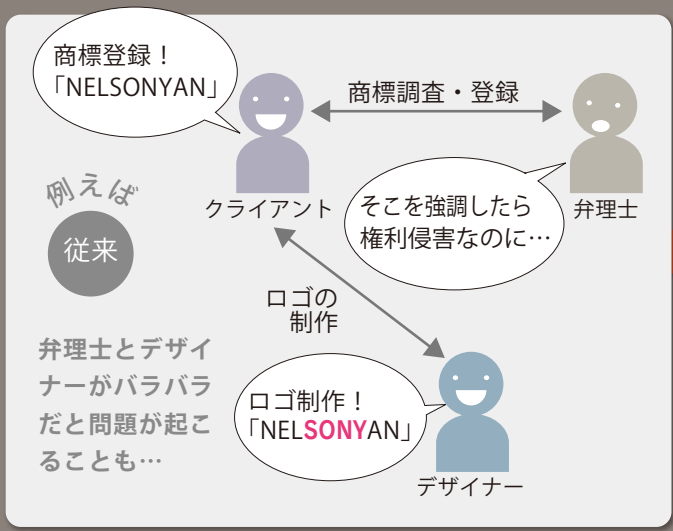 商標登録！
「NELSONYAN」
商標調査・登録
例えば
従来
クライアント
そこを強調したら
権利侵害なのに…
弁理士
ロゴの
制作
弁理士とデザイ
ナーがバラバラ
だと問題が起こ
ることも…
ロゴ制作！
「NELSONYAN」
デザイナー